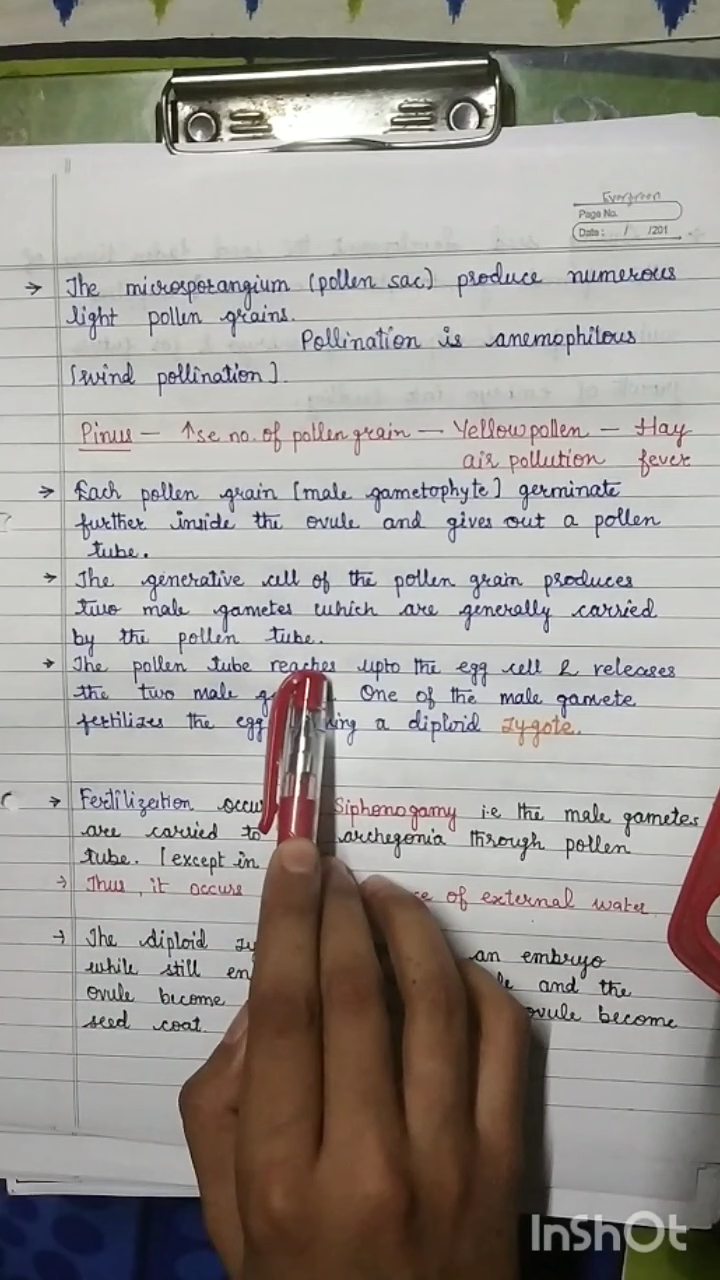 Evergreen
Page No.
Date : / /201
→ The microspotangium (pollen sac) produce numerous
light pollen grains.
Pollination is anemophilous
[wind pollination].
Pinus — ↑se no. of pollen grain — Yellow pollen — Hay
air pollution fever
→ Each pollen grain [male gametophyte] germinate
further inside the ovule and gives out a pollen
tube.
→ The generative cell of the pollen grain produces
two male gametes which are generally carried
by the pollen tube.
→ The pollen tube reaches upto the egg cell & releases
the two male One of the male gamete
fertilizes the egg a diploid zygote.
→ Fertilization Siphonogamy i.e the male gametes
are carried to archegonia through pollen
tube. [except in
→ Thus, it occurs of external water
→ The diploid an embryo
while still and the
ovule become ovule become
seed coat.
InShOt